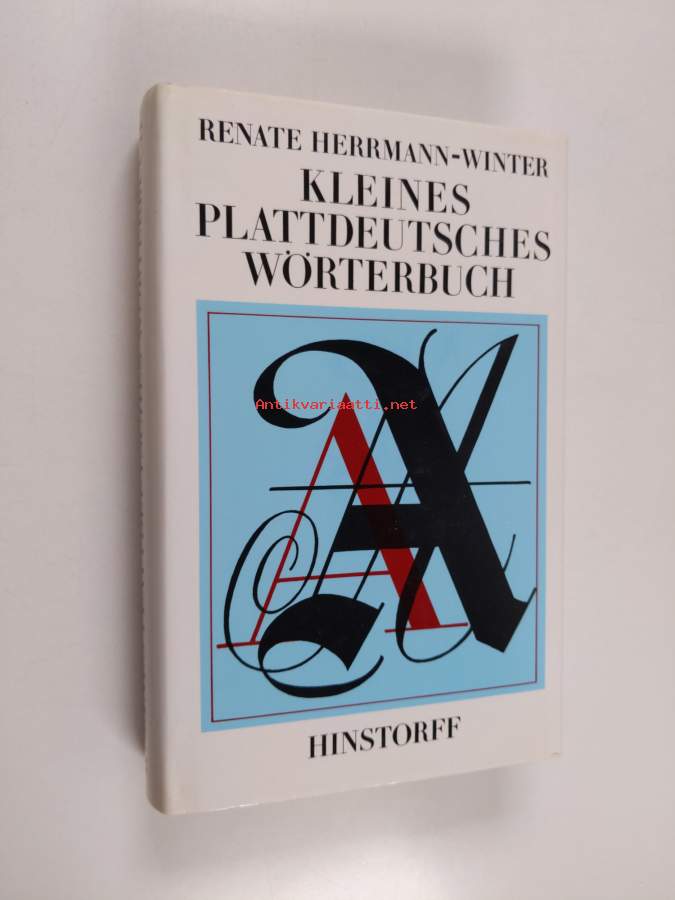 RENATE HERRMANN-WINTER
KLEINES
PLATTDEUTSCHES
WÖRTERBUCH
Antikvariaatti.net
A
HINSTORFF